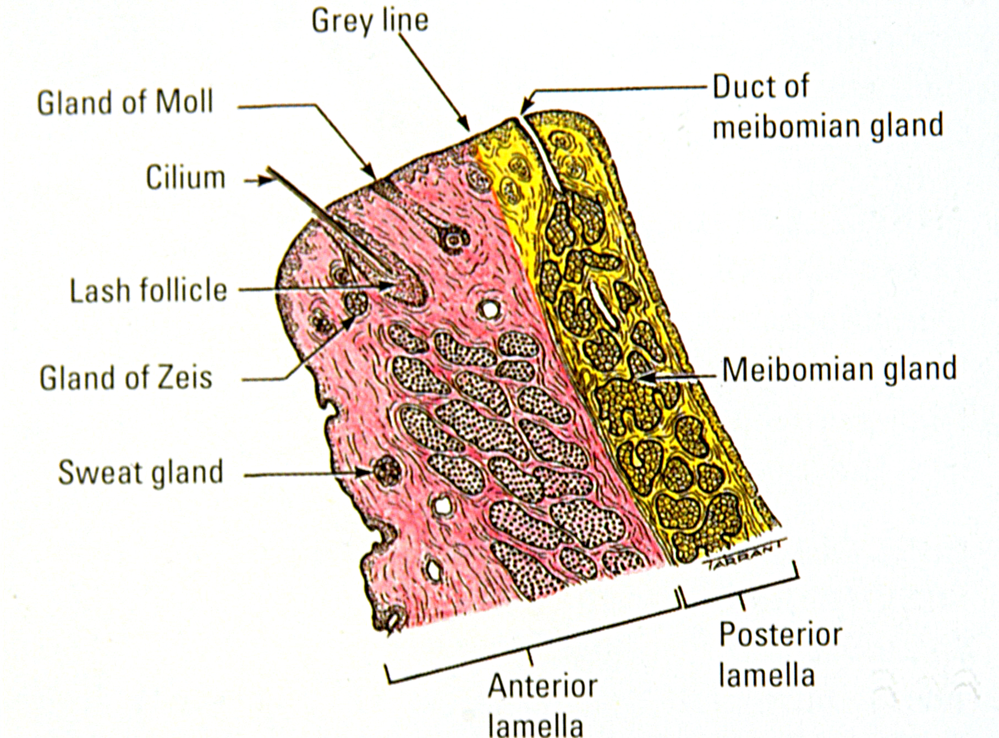 Grey line
Duct of
meibomian gland
Gland of Moll
Cilium
Lash follicle
Gland of Zeis
Meibomian gland
Sweat gland
TARRANT
Posterior
lamella
Anterior
lamella